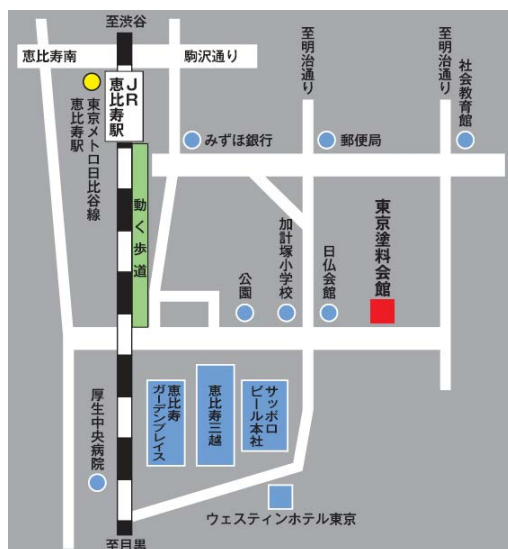 至渋谷
恵比寿南
駒沢通り
至明治通り
至明治通り
社会教育館
JR
恵比寿駅
東京メトロ日比谷線
恵比寿駅
みずほ銀行
郵便局
動く歩道
東京塗料会館
加計塚小学校
日仏会館
公園
恵比寿
ガーデンプレイス
恵比寿三越
サッポロ
ビール本社
厚生中央病院
ウェスティンホテル東京
至目黒